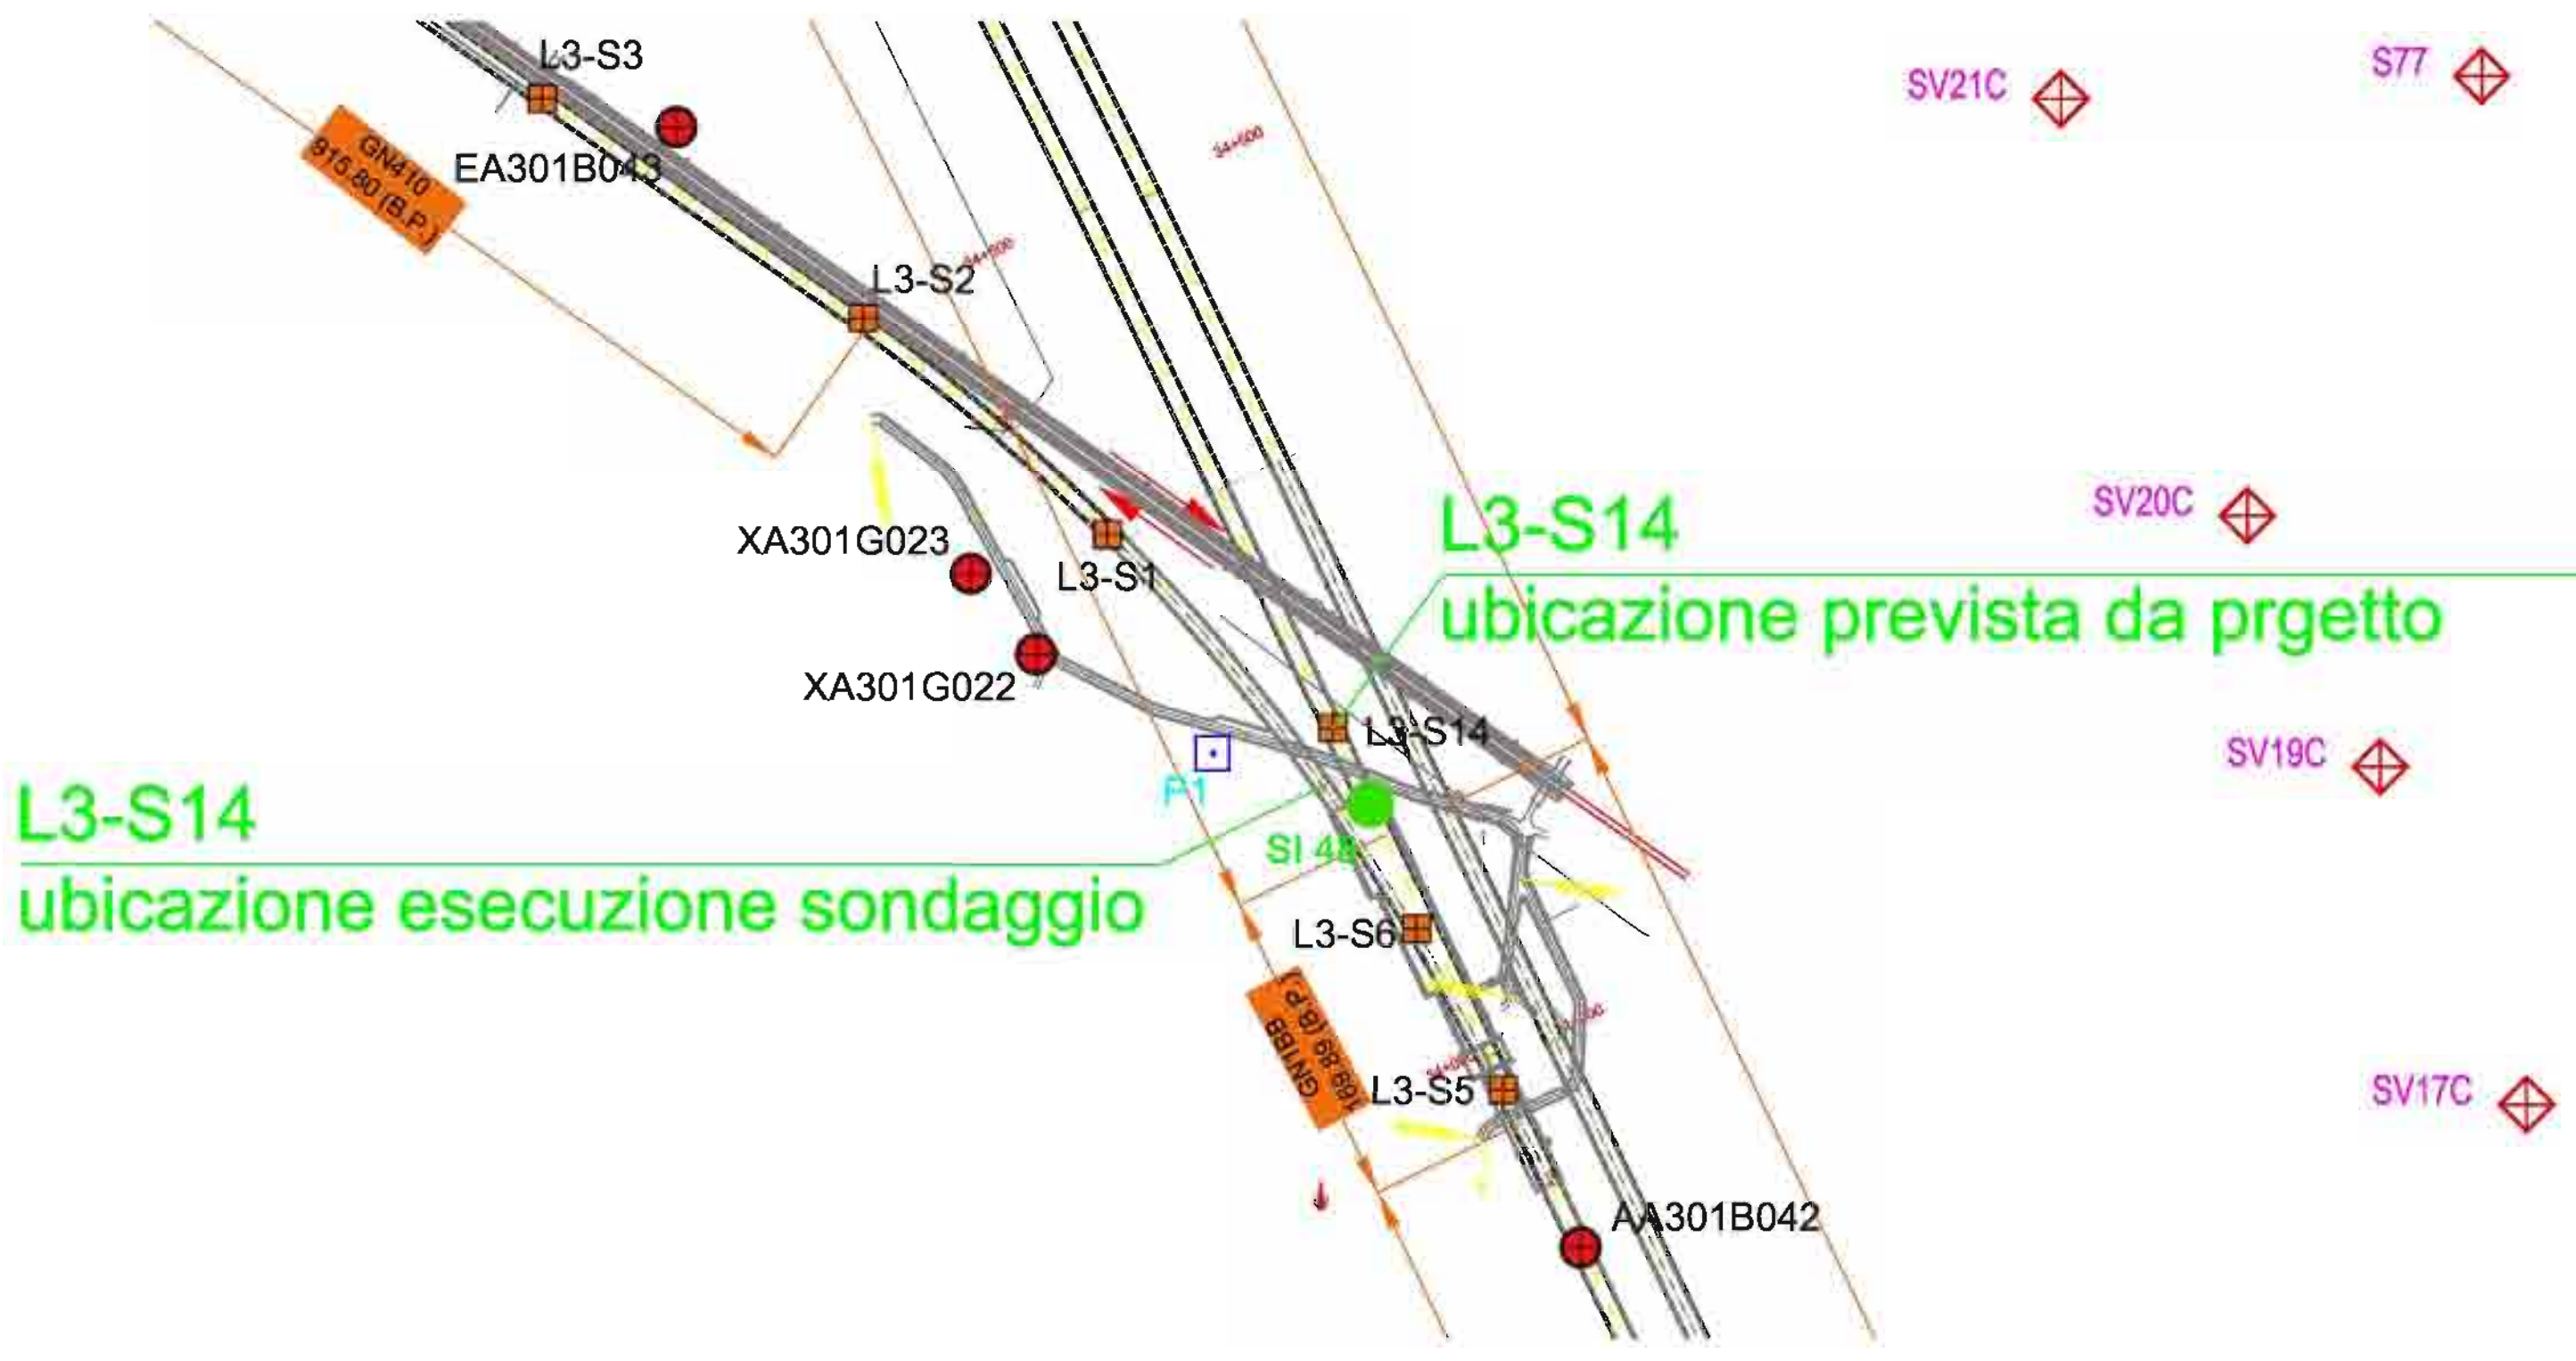 L3-S3
SV21C
S77
34+500
GN410
915.80 (B.P.)
EA301B043
L3-S2
L3-S14
ubicazione prevista da prgetto
SV20C
XA301G023
L3-S1
XA301G022
L3-S14
SV19C
P1
L3-S14
ubicazione esecuzione sondaggio
SI 48
L3-S6
GN1BB
169.89 (B.P.)
L3-S5
SV17C
AA301B042